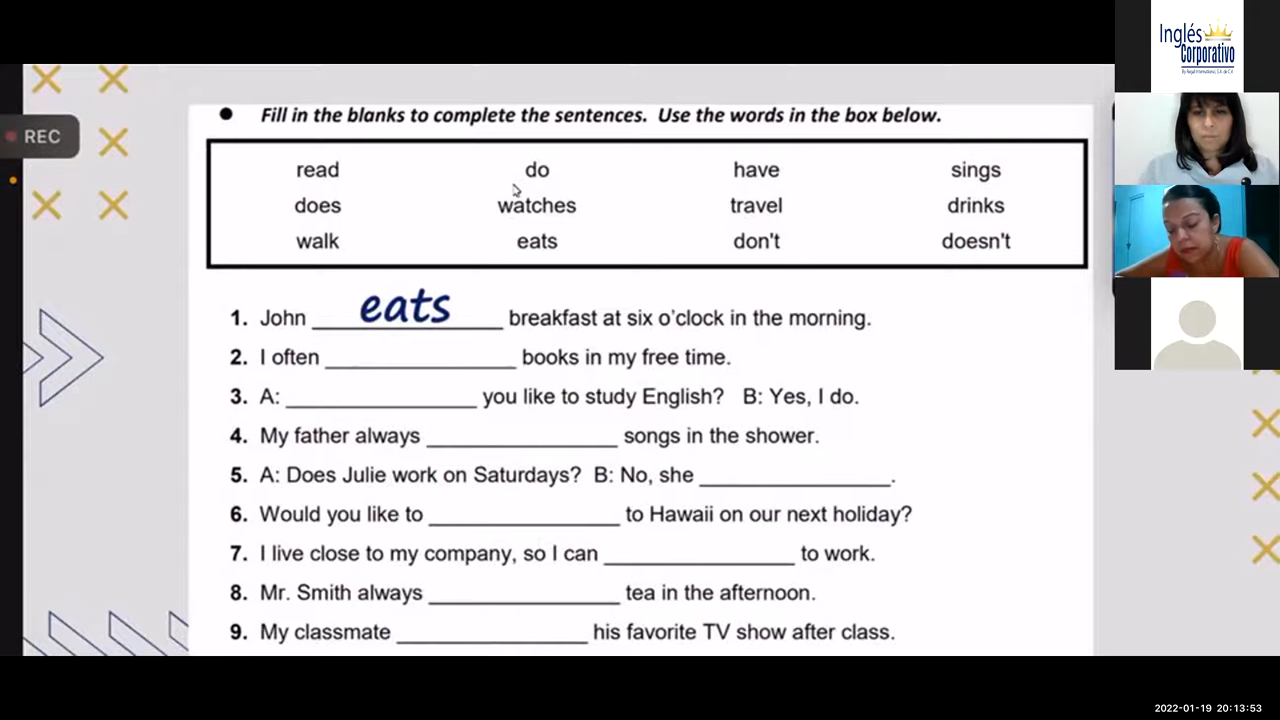 Inglés
Corporativo
By Regal International, S.A. de C.V.
REC
Fill in the blanks to complete the sentences. Use the words in the box below.
read do have sings
does watches travel drinks
walk eats don't doesn't
1. John eats breakfast at six o'clock in the morning.
2. I often ________________ books in my free time.
3. A: ________________ you like to study English? B: Yes, I do.
4. My father always ________________ songs in the shower.
5. A: Does Julie work on Saturdays? B: No, she ________________.
6. Would you like to ________________ to Hawaii on our next holiday?
7. I live close to my company, so I can ________________ to work.
8. Mr. Smith always ________________ tea in the afternoon.
9. My classmate ________________ his favorite TV show after class.
2022-01-19 20:13:53